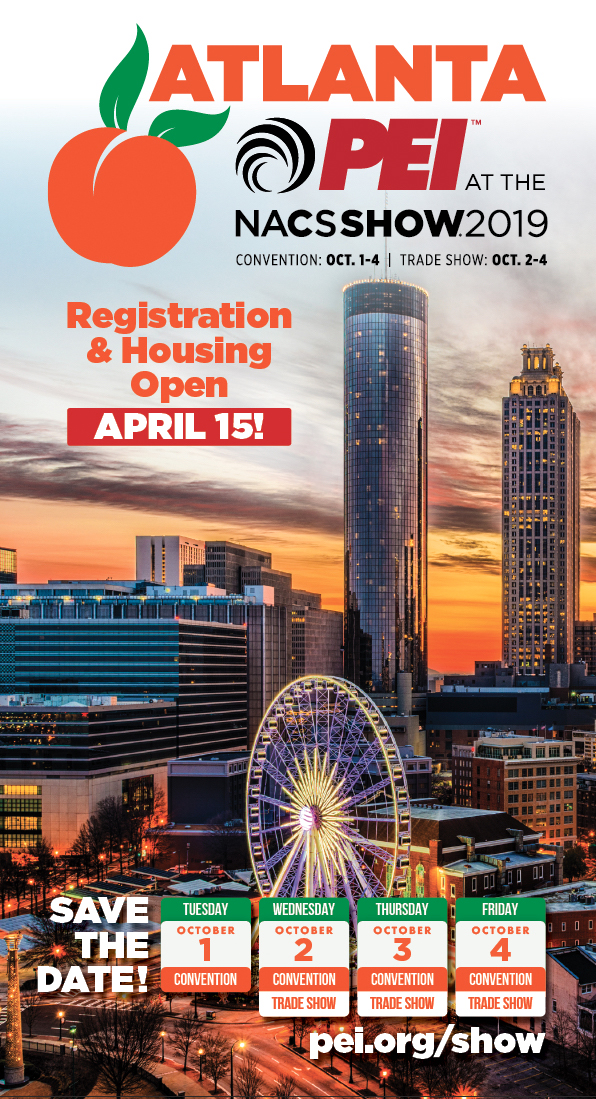 ATLANTA
PEI™ AT THE
NACSSHOW.2019
CONVENTION: OCT. 1-4 | TRADE SHOW: OCT. 2-4
Registration
& Housing
Open
APRIL 15!
SAVE
THE
DATE!
TUESDAY
OCTOBER
1
CONVENTION
WEDNESDAY
OCTOBER
2
CONVENTION
TRADE SHOW
THURSDAY
OCTOBER
3
CONVENTION
TRADE SHOW
FRIDAY
OCTOBER
4
CONVENTION
TRADE SHOW
pei.org/show